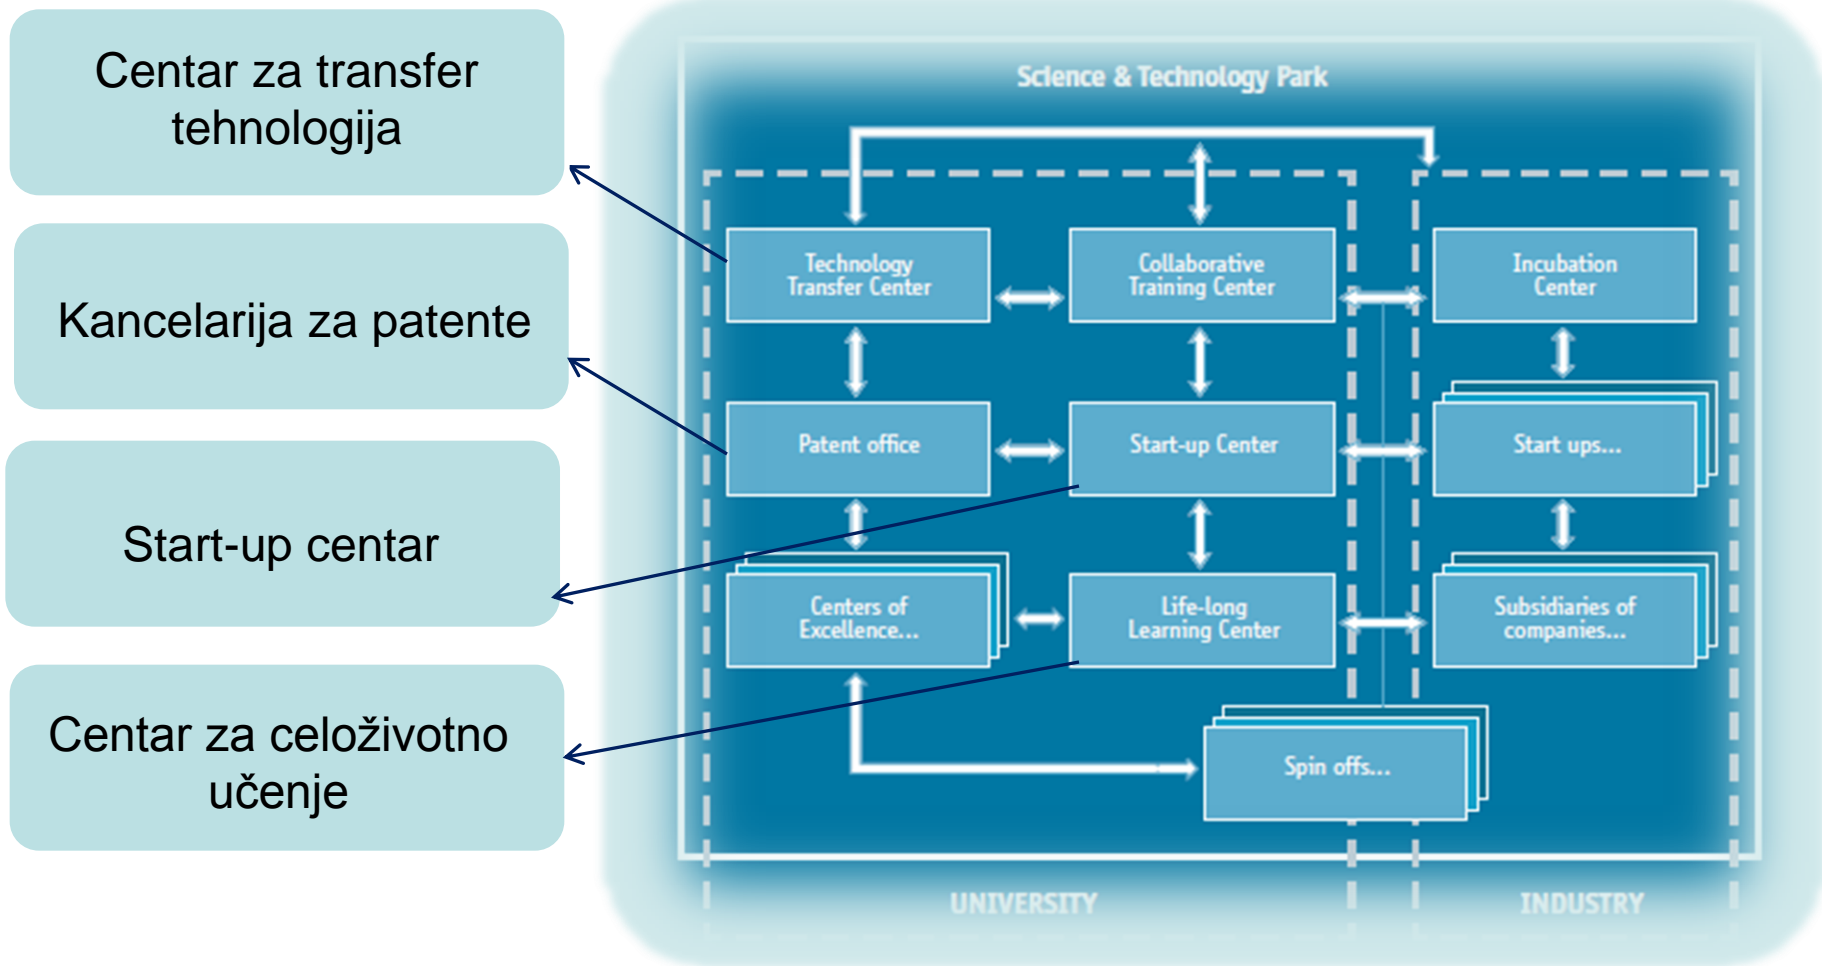 Centar za transfer
tehnologija
Kancelarija za patente
Start-up centar
Centar za celoživotno
učenje
Science & Technology Park
Technology
Transfer Center
Collaborative
Training Center
Incubation
Center
Patent office
Start-up Center
Start ups...
Centers of
Excellence...
Life-long
Learning Center
Subsidiaries of
companies...
Spin offs...
UNIVERSITY
INDUSTRY